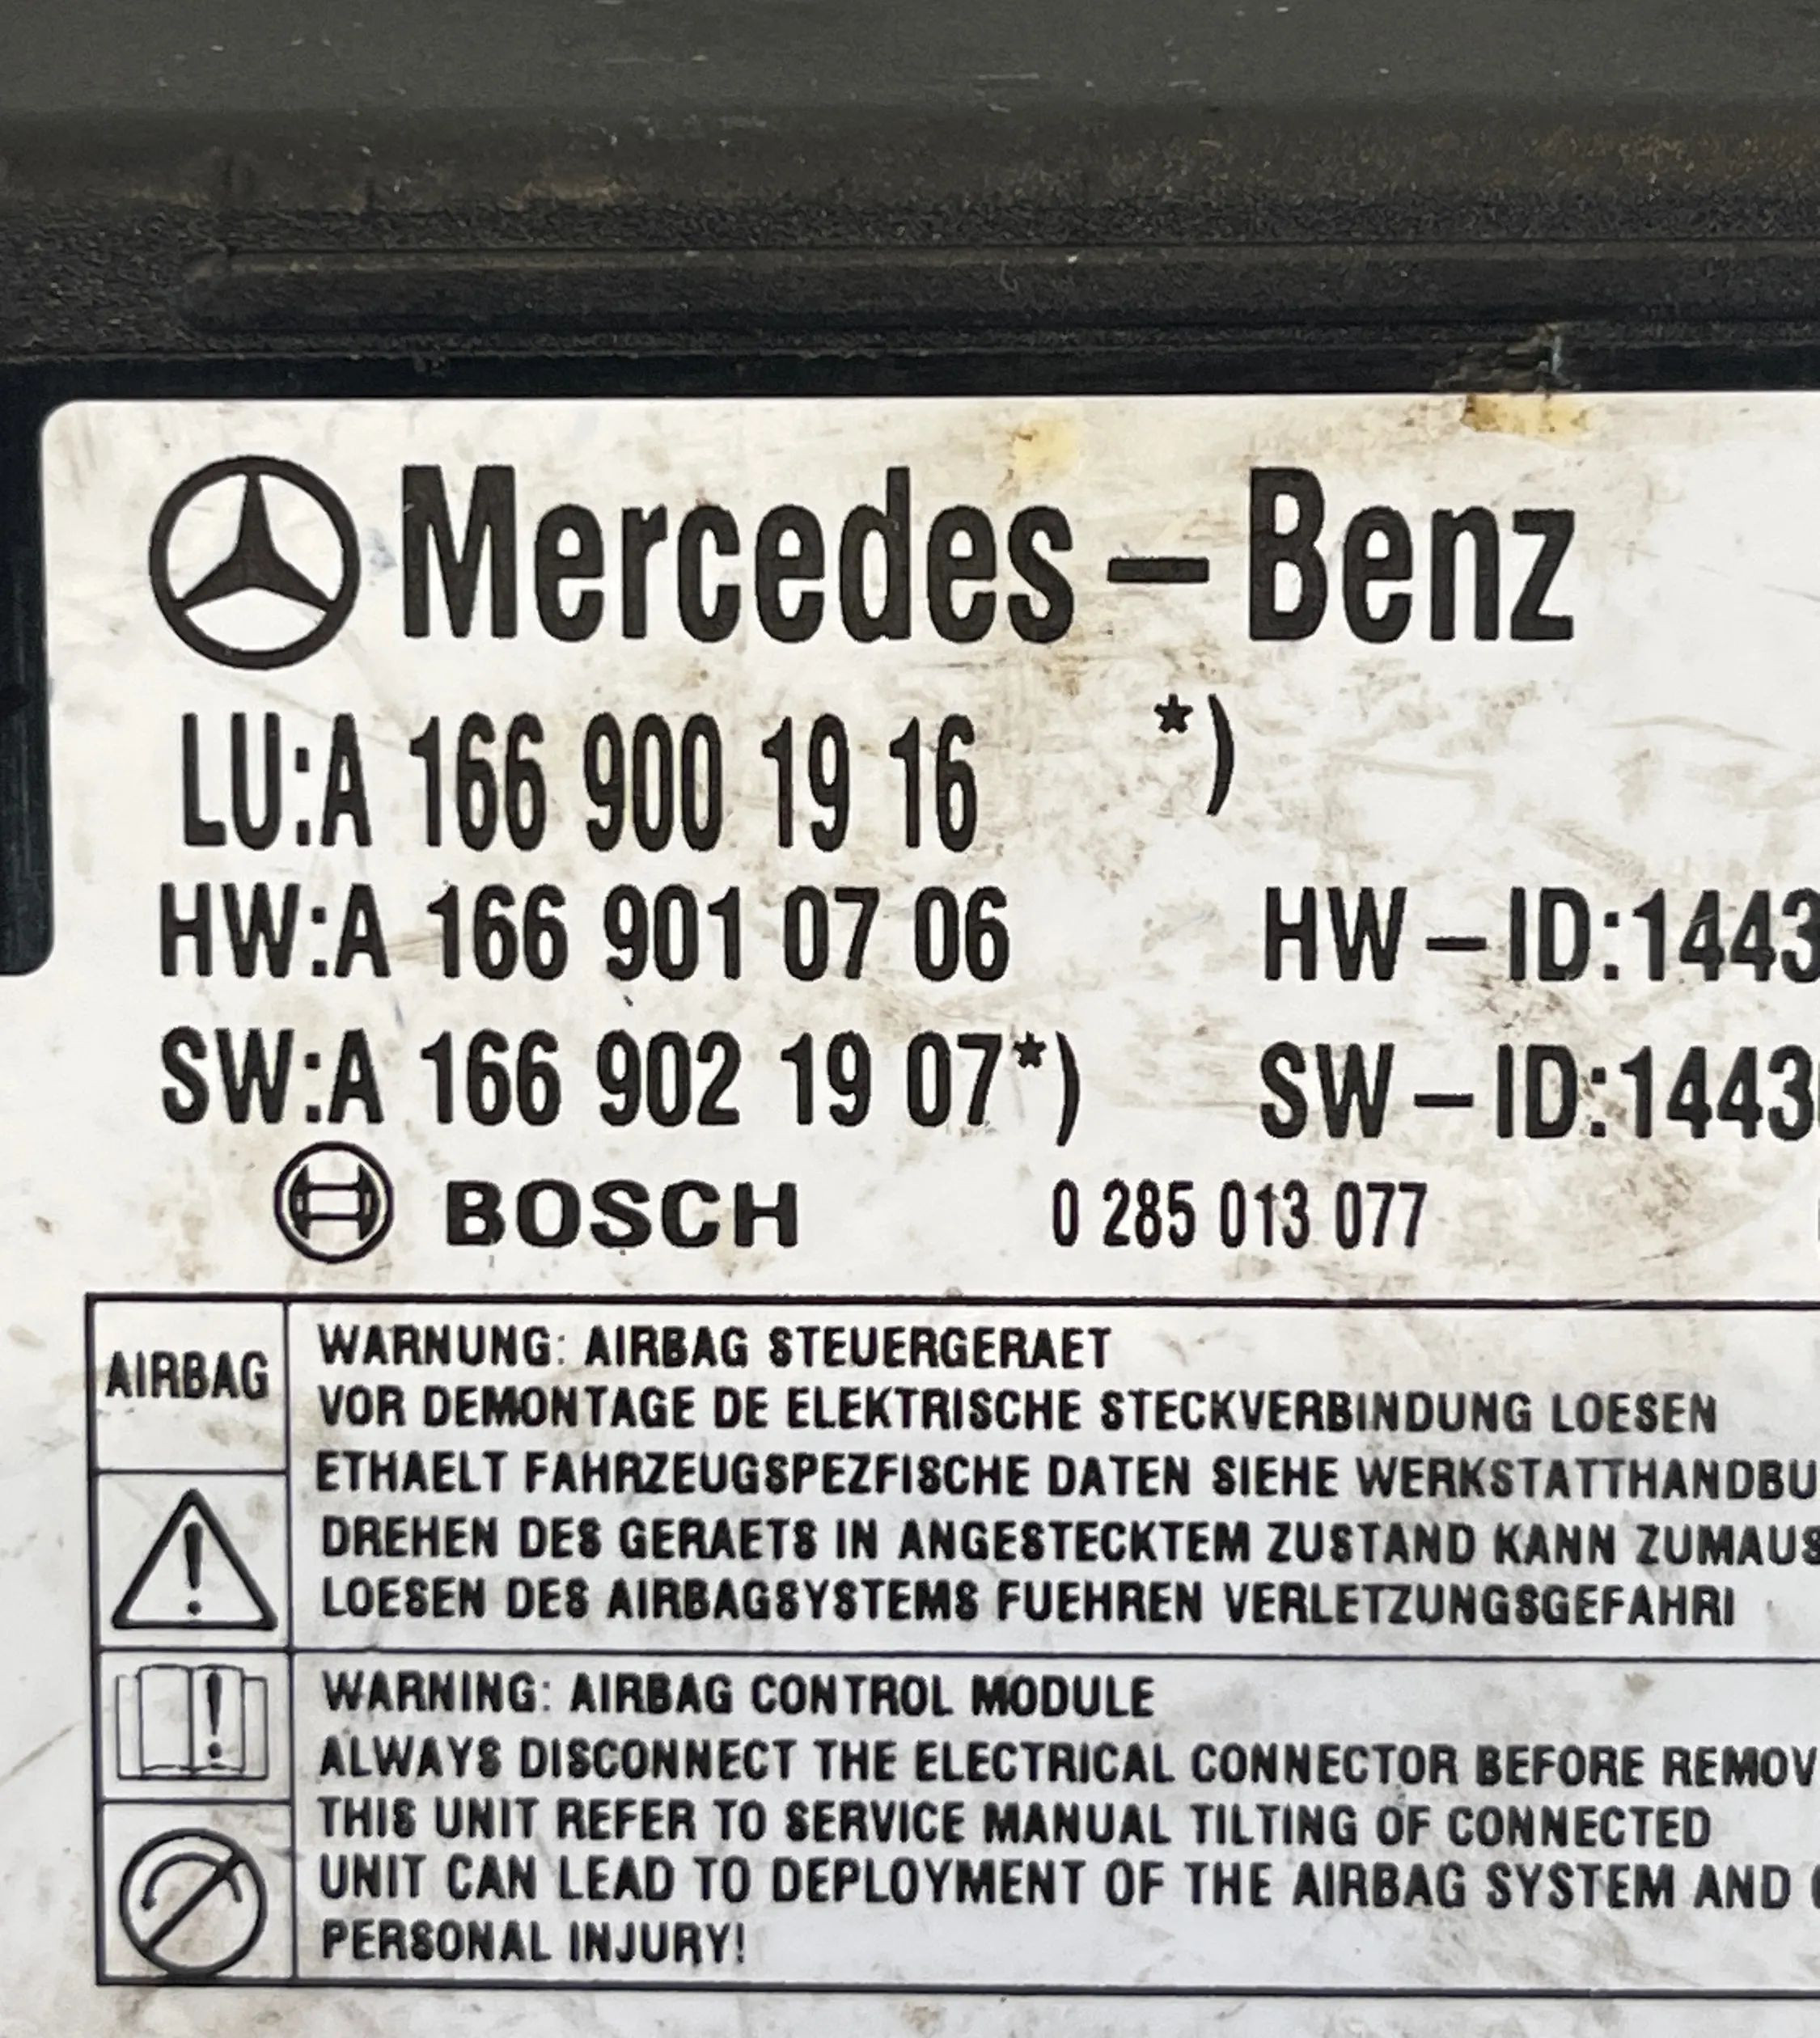 Mercedes-Benz
LU:A 166 900 19 16 *)
HW:A 166 901 07 06 HW-ID:1443
SW:A 166 902 19 07*) SW-ID:1443
BOSCH 0 285 013 077
AIRBAG
WARNUNG: AIRBAG STEUERGERAET
VOR DEMONTAGE DE ELEKTRISCHE STECKVERBINDUNG LOESEN
ETHAELT FAHRZEUGSPEZFISCHE DATEN SIEHE WERKSTATTHANDBU
DREHEN DES GERAETS IN ANGESTECKTEM ZUSTAND KANN ZUMAUS
LOESEN DES AIRBAGSYSTEMS FUEHREN VERLETZUNGSGEFAHRI
WARNING: AIRBAG CONTROL MODULE
ALWAYS DISCONNECT THE ELECTRICAL CONNECTOR BEFORE REMOV
THIS UNIT REFER TO SERVICE MANUAL TILTING OF CONNECTED
UNIT CAN LEAD TO DEPLOYMENT OF THE AIRBAG SYSTEM AND
PERSONAL INJURY!